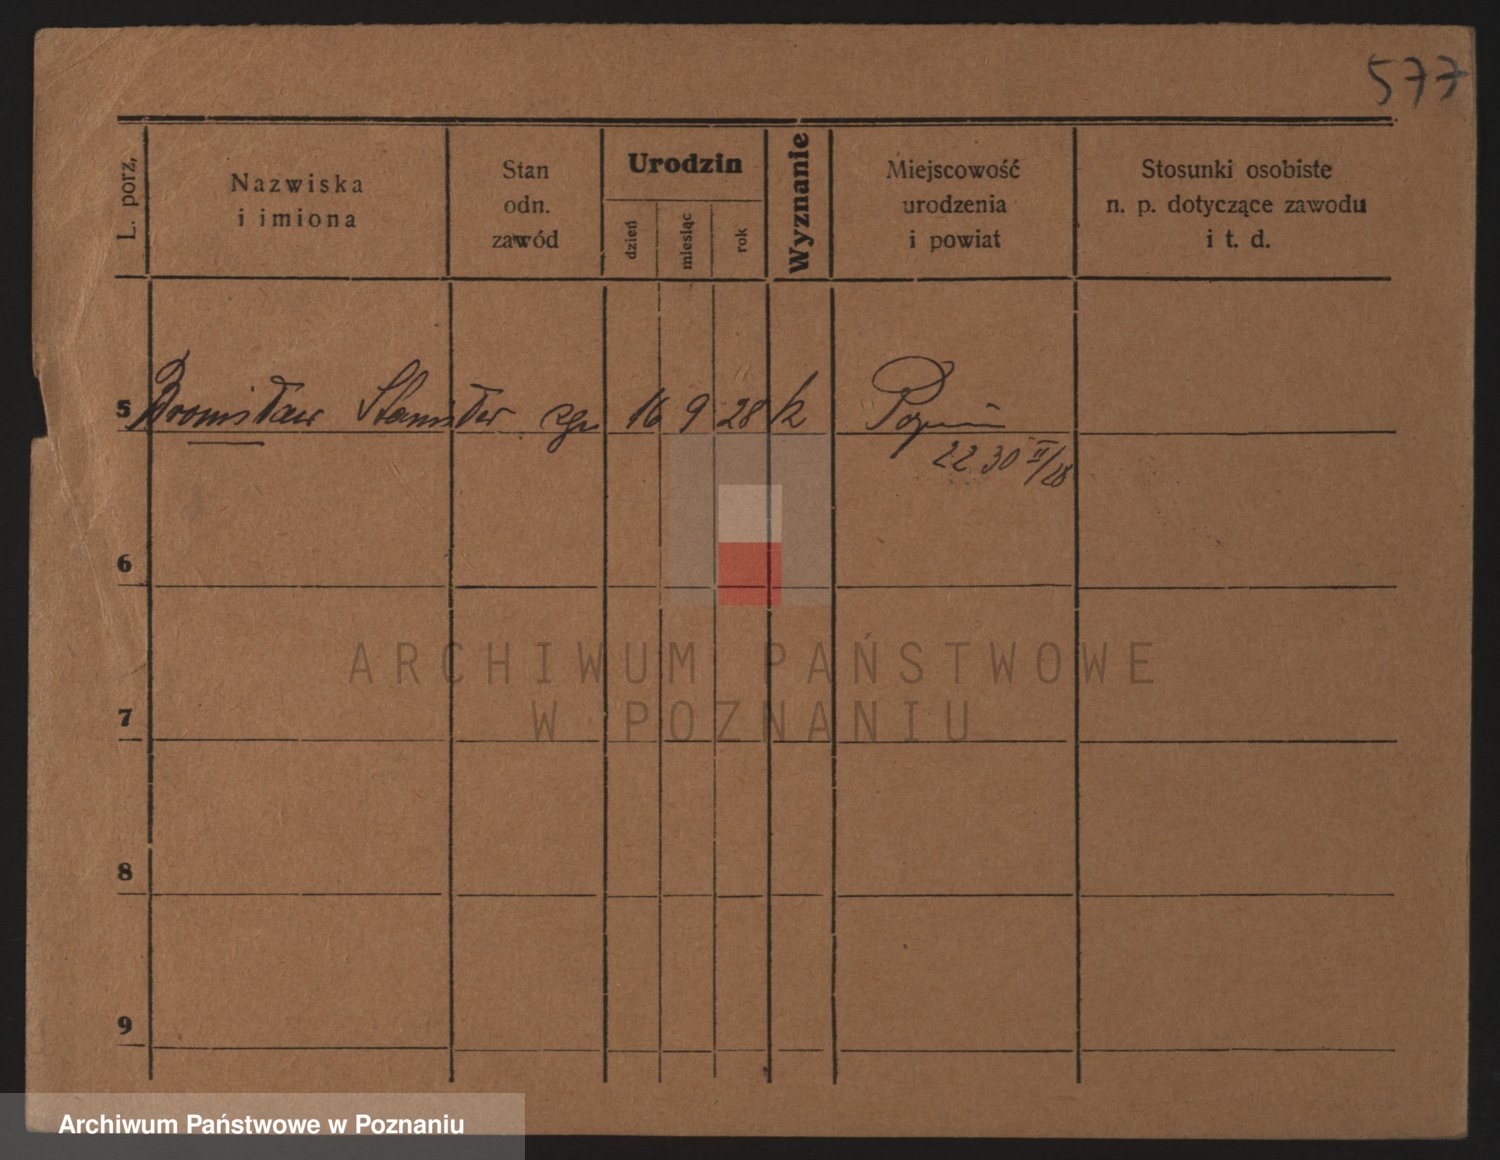 577
L. porz,
Nazwiska
i imiona
Stan
odn.
zawód
Urodzin
dzień
miesiąc
rok
Wyznanie
Miejscowość
urodzenia
i powiat
Stosunki osobiste
n. p. dotyczące zawodu
i t. d.
5 Bronisław 16 9 28 k
22 30 II/28
6
7
8
9
ARCHIWUM PAŃSTWOWE
W POZNANIU
Archiwum Państwowe w Poznaniu